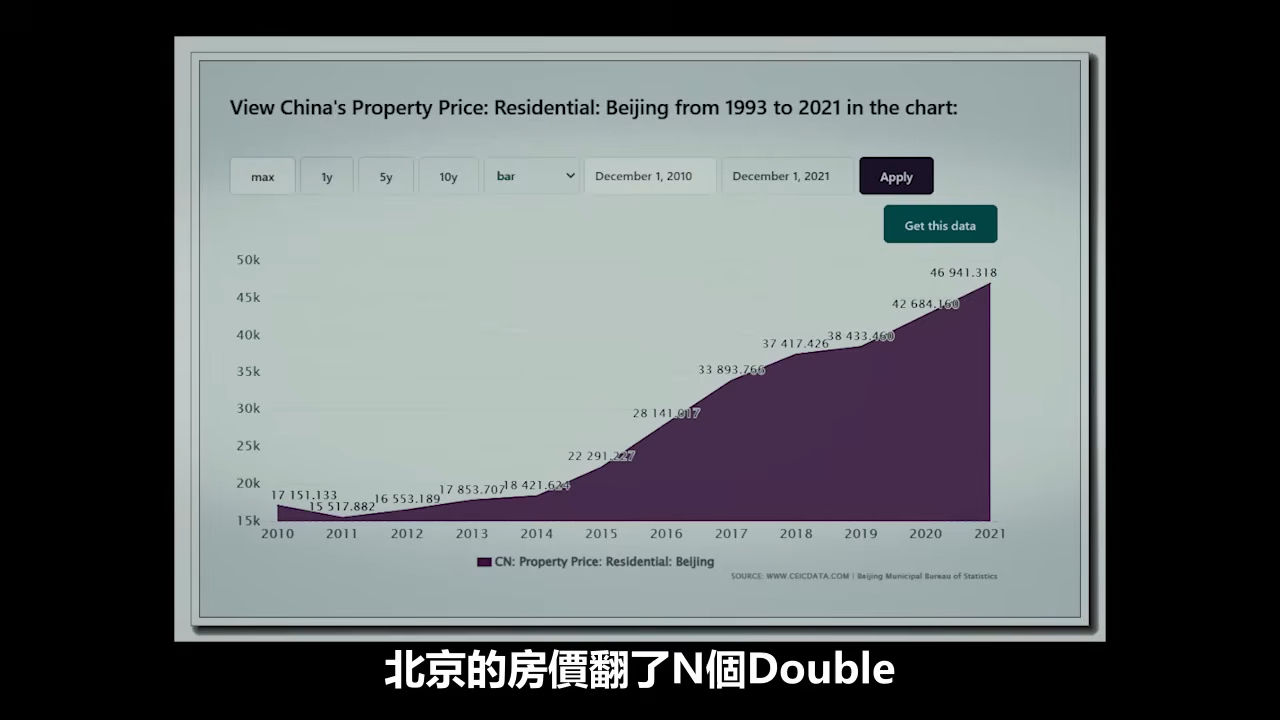 View China's Property Price: Residential: Beijing from 1993 to 2021 in the chart:
max 1y 5y 10y bar December 1, 2010 December 1, 2021 Apply
Get this data
50k
45k
40k
35k
30k
25k
20k
15k
17 151.133
15 517.882
16 553.189
17 853.707
18 421.624
22 291.227
28 141.017
33 893.766
37 417.426
38 433.460
42 684.160
46 941.318
2010 2011 2012 2013 2014 2015 2016 2017 2018 2019 2020 2021
CN: Property Price: Residential: Beijing
SOURCE: WWW.CEICDATA.COM | Beijing Municipal Bureau of Statistics
北京的房價翻了N個Double